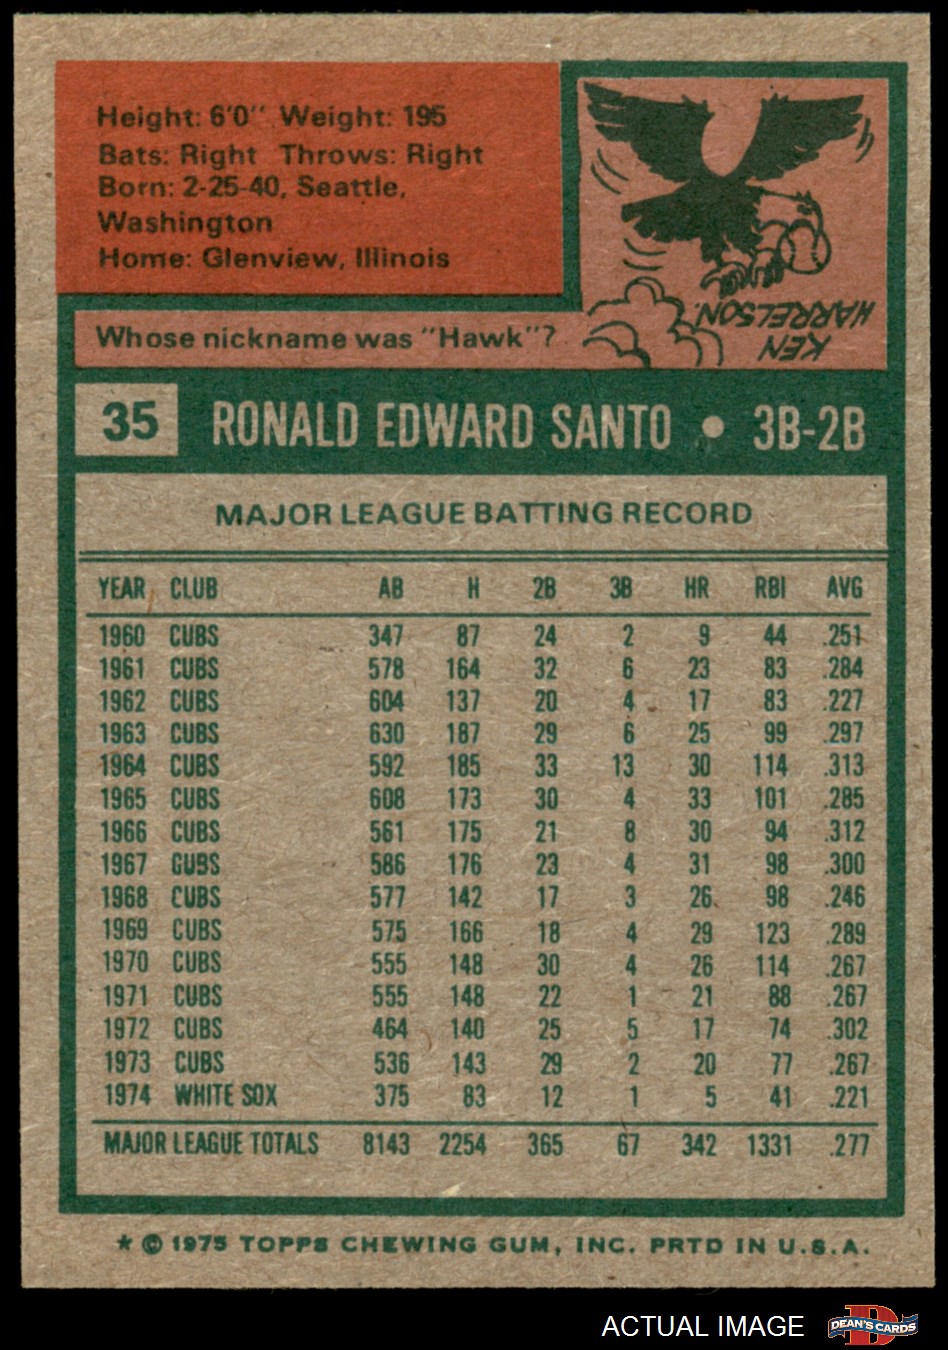 Height: 6'0" Weight: 195
Bats: Right Throws: Right
Born: 2-25-40, Seattle,
Washington
Home: Glenview, Illinois
Whose nickname was "Hawk"?
KEN
HARRELSON.
35 RONALD EDWARD SANTO • 3B-2B
MAJOR LEAGUE BATTING RECORD
YEAR CLUB AB H 2B 3B HR RBI AVG
1960 CUBS 347 87 24 2 9 44 .251
1961 CUBS 578 164 32 6 23 83 .284
1962 CUBS 604 137 20 4 17 83 .227
1963 CUBS 630 187 29 6 25 99 .297
1964 CUBS 592 185 33 13 30 114 .313
1965 CUBS 608 173 30 4 33 101 .285
1966 CUBS 561 175 21 8 30 94 .312
1967 CUBS 586 176 23 4 31 98 .300
1968 CUBS 577 142 17 3 26 98 .246
1969 CUBS 575 166 18 4 29 123 .289
1970 CUBS 555 148 30 4 26 114 .267
1971 CUBS 555 148 22 1 21 88 .267
1972 CUBS 464 140 25 5 17 74 .302
1973 CUBS 536 143 29 2 20 77 .267
1974 WHITE SOX 375 83 12 1 5 41 .221
MAJOR LEAGUE TOTALS 8143 2254 365 67 342 1331 .277
* © 1975 TOPPS CHEWING GUM, INC. PRTD IN U.S.A.
ACTUAL IMAGE
D
DEAN'S CARDS